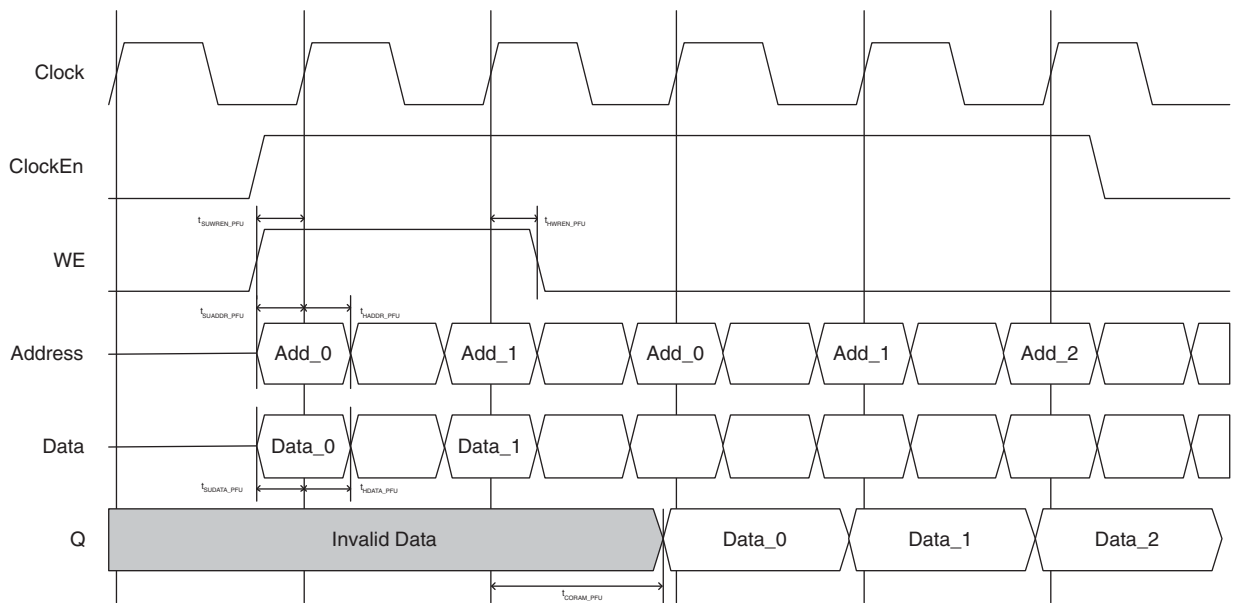 Clock
ClockEn
tSUWREN_PFU
tHWREN_PFU
WE
tSUADDR_PFU
tHADDR_PFU
Address
Add_0
Add_1
Add_0
Add_1
Add_2
Data
Data_0
Data_1
tSUDATA_PFU
tHDATA_PFU
Q
Invalid Data
Data_0
Data_1
Data_2
tCORAM_PFU